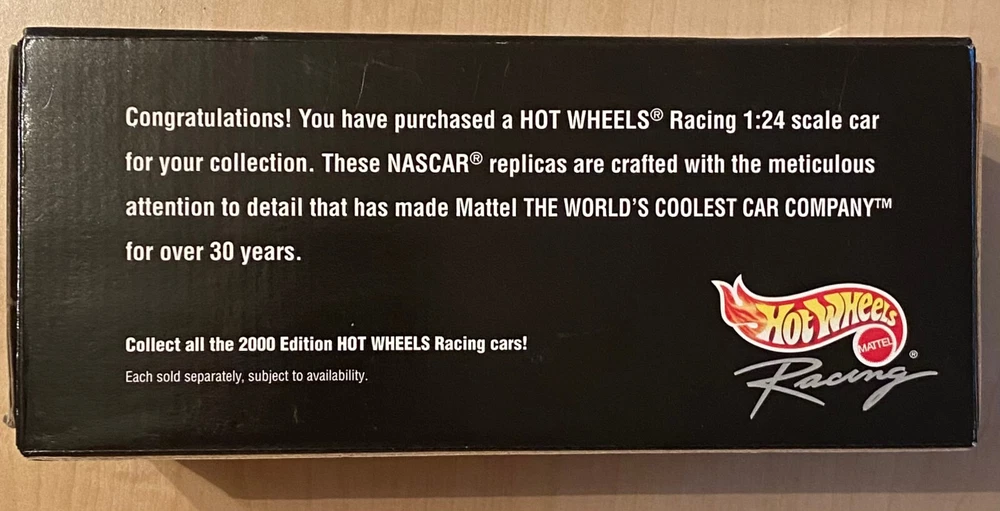 Congratulations! You have purchased a HOT WHEELS® Racing 1:24 scale car
for your collection. These NASCAR® replicas are crafted with the meticulous
attention to detail that has made Mattel THE WORLD'S COOLEST CAR COMPANY™
for over 30 years.
Collect all the 2000 Edition HOT WHEELS Racing cars!
Each sold separately, subject to availability.
HOT WHEELS
MATTEL
Racing®